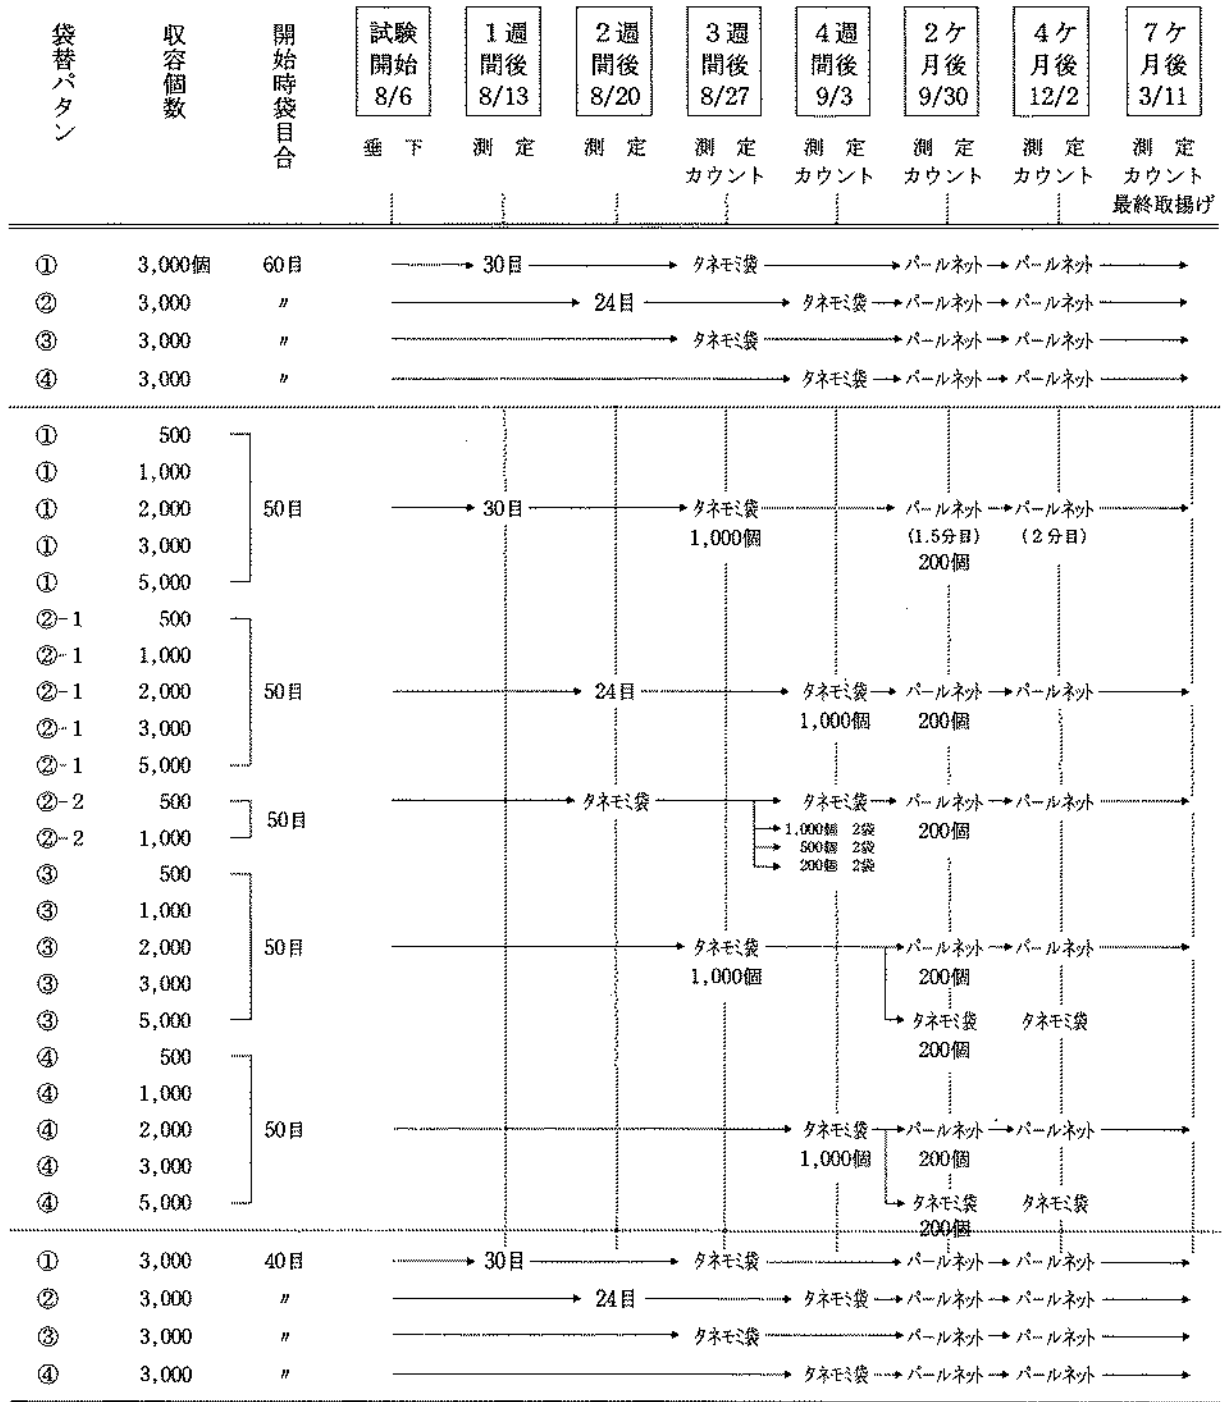 袋替パタン
収容個数
開始時袋目合
試験開始 8/6
1週間後 8/13
2週間後 8/20
3週間後 8/27
4週間後 9/3
2ケ月後 9/30
4ケ月後 12/2
7ケ月後 3/11
垂下 測定 測定 測定 測定 測定 測定 測定
カウント カウント カウント カウント カウント
最終取揚げ
① 3,000個 60目 30目 タネモミ袋 パールネット パールネット
② 3,000 〃 24目 タネモミ袋 パールネット パールネット
③ 3,000 〃 タネモミ袋 パールネット パールネット
④ 3,000 〃 タネモミ袋 パールネット パールネット
① 500
① 1,000
① 2,000 50目 30目 タネモミ袋 パールネット パールネット
① 3,000 1,000個 (1.5分目) (2分目)
200個
① 5,000
②-1 500
②-1 1,000
②-1 2,000 50目 24目 タネモミ袋 パールネット パールネット
②-1 3,000 1,000個 200個
②-1 5,000
②-2 500 50目 タネモミ袋 タネモミ袋 パールネット パールネット
②-2 1,000 1,000個 2袋 200個
500個 2袋
200個 2袋
③ 500
③ 1,000
③ 2,000 50目 タネモミ袋 パールネット パールネット
③ 3,000 1,000個 200個
③ 5,000 タネモミ袋 タネモミ袋
200個
④ 500
④ 1,000
④ 2,000 50目 タネモミ袋 パールネット パールネット
④ 3,000 1,000個 200個
④ 5,000 タネモミ袋 タネモミ袋
200個
① 3,000 40目 30目 タネモミ袋 パールネット パールネット
② 3,000 〃 24目 タネモミ袋 パールネット パールネット
③ 3,000 〃 タネモミ袋 パールネット パールネット
④ 3,000 〃 タネモミ袋 パールネット パールネット